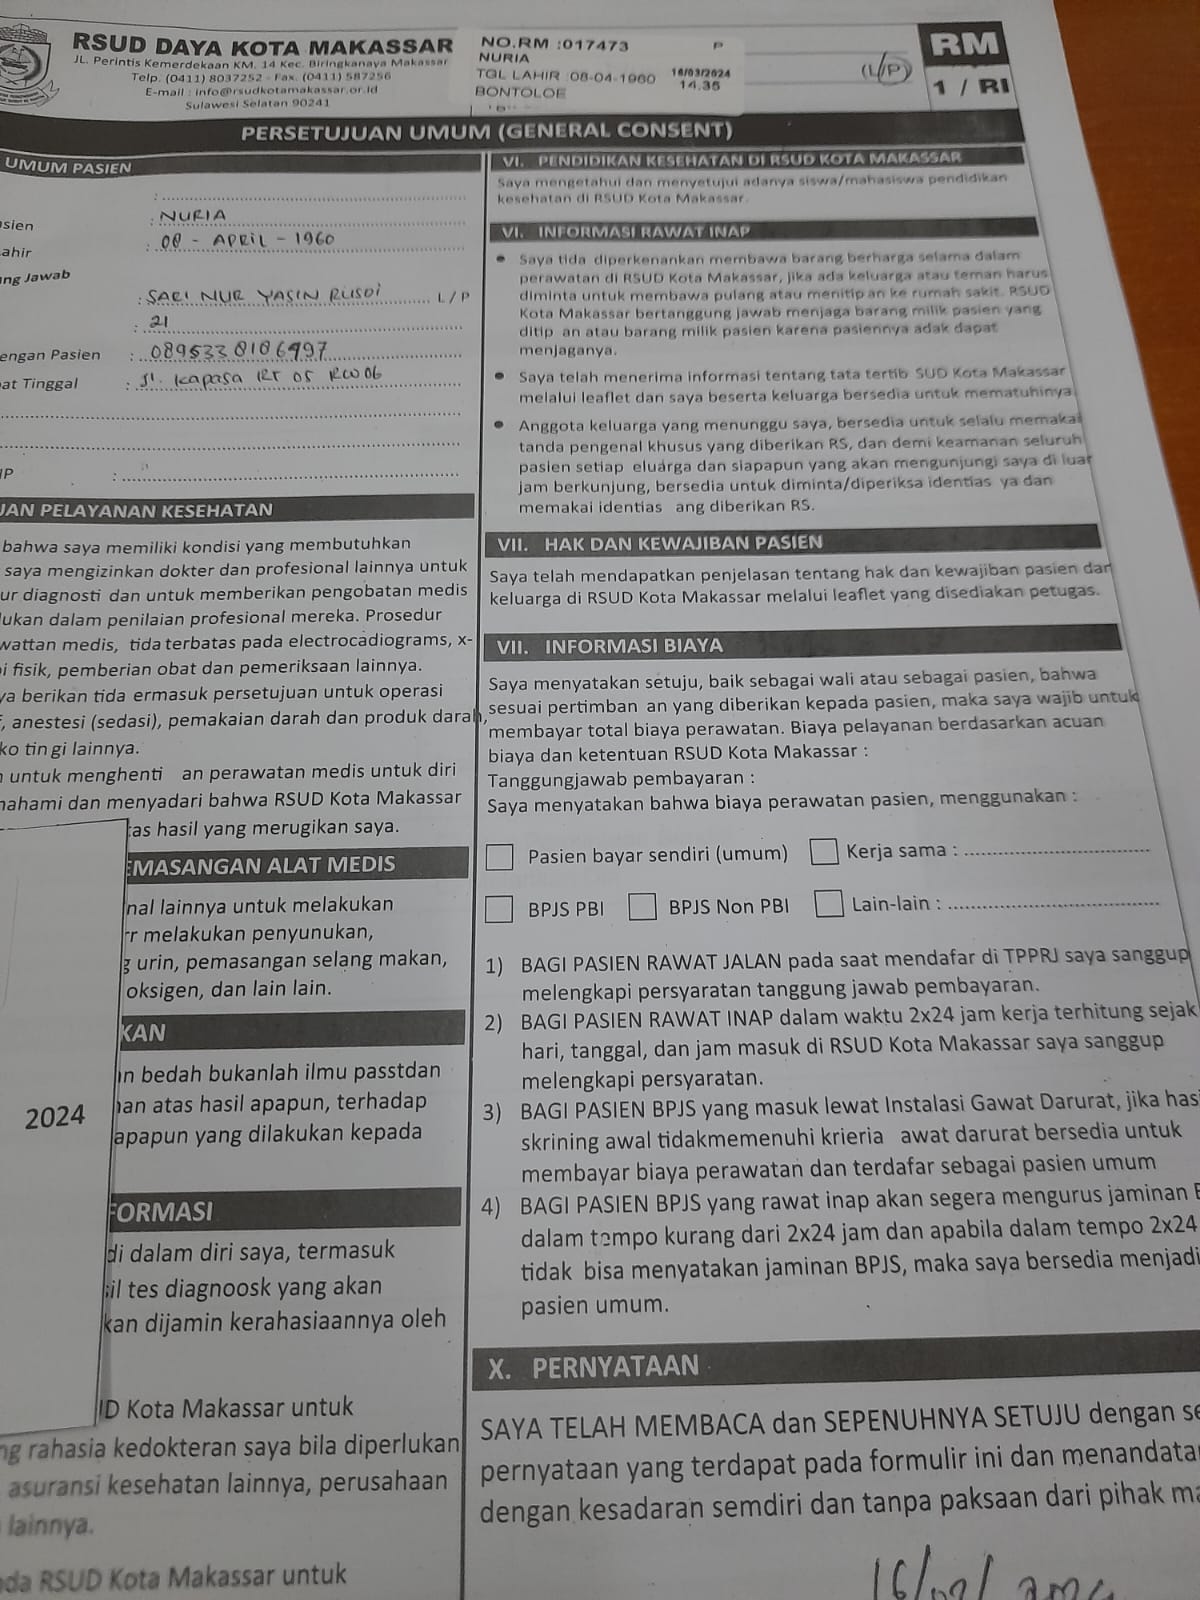 RSUD DAYA KOTA MAKASSAR
JL. Perintis Kemerdekaan KM. 14 Kec. Biringkanaya Makassar
Telp. (0411) 8037252 - Fax. (0411) 587256
E-mail : info@rsudkotamakassar.or.id
Sulawesi Selatan 90241
NO.RM :017473 P
NURIA
TGL LAHIR :08-04-1960 16/03/2024
14.35
BONTOLOE
(L/P)
RM
1 / RI
PERSETUJUAN UMUM (GENERAL CONSENT)
UMUM PASIEN
sien : NURIA
ahir : 08 - APRIL - 1960
ng Jawab
: SARI NUR YASIN RUSDI L / P
: 21
engan Pasien : 0895338186997
at Tinggal : Jl. Kapasa RT 05 RW 06
IP :
JAN PELAYANAN KESEHATAN
bahwa saya memiliki kondisi yang membutuhkan
saya mengizinkan dokter dan profesional lainnya untuk
ur diagnosti dan untuk memberikan pengobatan medis
lukan dalam penilaian profesional mereka. Prosedur
wattan medis, tida terbatas pada electrocadiograms, x-
i fisik, pemberian obat dan pemeriksaan lainnya.
ya berikan tida ermasuk persetujuan untuk operasi
, anestesi (sedasi), pemakaian darah dan produk darah,
ko tin gi lainnya.
untuk menghenti an perawatan medis untuk diri
nahami dan menyadari bahwa RSUD Kota Makassar
as hasil yang merugikan saya.
EMASANGAN ALAT MEDIS
nal lainnya untuk melakukan
r melakukan penyunukan,
g urin, pemasangan selang makan,
oksigen, dan lain lain.
KAN
n bedah bukanlah ilmu passtdan
2024
an atas hasil apapun, terhadap
apapun yang dilakukan kepada
FORMASI
di dalam diri saya, termasuk
il tes diagnoosk yang akan
kan dijamin kerahasiaannya oleh
ID Kota Makassar untuk
ng rahasia kedokteran saya bila diperlukan
asuransi kesehatan lainnya, perusahaan
lainnya.
da RSUD Kota Makassar untuk
VI. PENDIDIKAN KESEHATAN DI RSUD KOTA MAKASSAR
Saya mengetahui dan menyetujui adanya siswa/mahasiswa pendidikan
kesehatan di RSUD Kota Makassar.
VI. INFORMASI RAWAT INAP
• Saya tida diperkenankan membawa barang berharga selama dalam
perawatan di RSUD Kota Makassar, jika ada keluarga atau teman harus
diminta untuk membawa pulang atau menitip an ke rumah sakit. RSUD
Kota Makassar bertanggung jawab menjaga barang milik pasien yang
ditip an atau barang milik pasien karena pasiennya adak dapat
menjaganya.
• Saya telah menerima informasi tentang tata tertib SUD Kota Makassar
melalui leaflet dan saya beserta keluarga bersedia untuk mematuhinya.
• Anggota keluarga yang menunggu saya, bersedia untuk selalu memakai
tanda pengenal khusus yang diberikan RS, dan demi keamanan seluruh
pasien setiap eluarga dan siapapun yang akan mengunjungi saya di luar
jam berkunjung, bersedia untuk diminta/diperiksa identias ya dan
memakai identias ang diberikan RS.
VII. HAK DAN KEWAJIBAN PASIEN
Saya telah mendapatkan penjelasan tentang hak dan kewajiban pasien dan
keluarga di RSUD Kota Makassar melalui leaflet yang disediakan petugas.
VII. INFORMASI BIAYA
Saya menyatakan setuju, baik sebagai wali atau sebagai pasien, bahwa
sesuai pertimban an yang diberikan kepada pasien, maka saya wajib untuk
membayar total biaya perawatan. Biaya pelayanan berdasarkan acuan
biaya dan ketentuan RSUD Kota Makassar :
Tanggungjawab pembayaran :
Saya menyatakan bahwa biaya perawatan pasien, menggunakan :
Pasien bayar sendiri (umum) Kerja sama :
BPJS PBI BPJS Non PBI Lain-lain :
1) BAGI PASIEN RAWAT JALAN pada saat mendafar di TPPRJ saya sanggup
melengkapi persyaratan tanggung jawab pembayaran.
2) BAGI PASIEN RAWAT INAP dalam waktu 2x24 jam kerja terhitung sejak
hari, tanggal, dan jam masuk di RSUD Kota Makassar saya sanggup
melengkapi persyaratan.
3) BAGI PASIEN BPJS yang masuk lewat Instalasi Gawat Darurat, jika has
skrining awal tidakmemenuhi krieria awat darurat bersedia untuk
membayar biaya perawatan dan terdafar sebagai pasien umum
4) BAGI PASIEN BPJS yang rawat inap akan segera mengurus jaminan
dalam tempo kurang dari 2x24 jam dan apabila dalam tempo 2x24
tidak bisa menyatakan jaminan BPJS, maka saya bersedia menjadi
pasien umum.
X. PERNYATAAN
SAYA TELAH MEMBACA dan SEPENUHNYA SETUJU dengan se
pernyataan yang terdapat pada formulir ini dan menandata
dengan kesadaran semdiri dan tanpa paksaan dari pihak ma